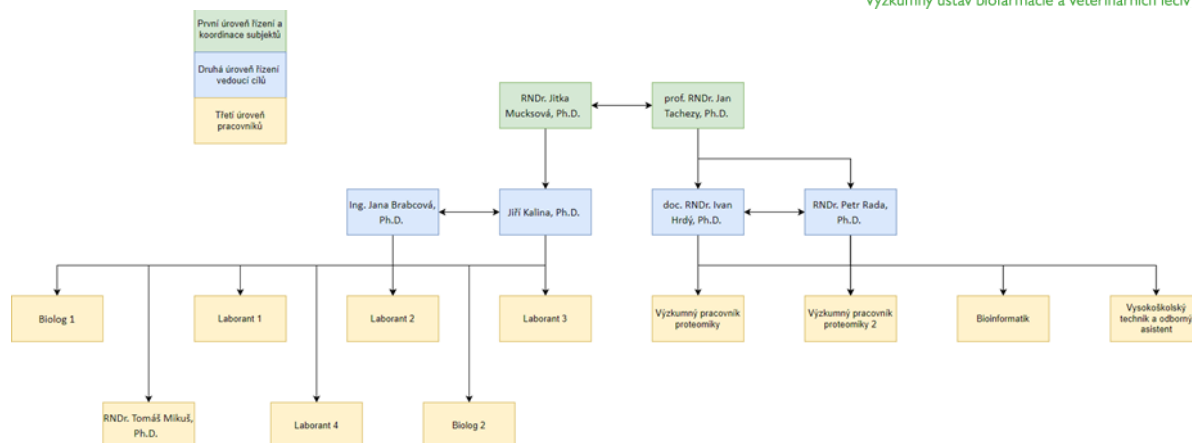 Výzkumný ústav biofarmacie a veterinárních léčiv
První úroveň řízení a
koordinace subjektů
Druhá úroveň řízení
vedoucí cílů
Třetí úroveň
pracovníků
RNDr. Jitka
Mucksová, Ph.D.
prof. RNDr. Jan
Tachezy, Ph.D.
Ing. Jana Brabcová,
Ph.D.
Jiří Kalina, Ph.D.
doc. RNDr. Ivan
Hrdý, Ph.D.
RNDr. Petr Rada,
Ph.D.
Biolog 1
Laborant 1
Laborant 2
Laborant 3
Výzkumný pracovník
proteomiky
Výzkumný pracovník
proteomiky 2
Bioinformatik
Vysokoškolský
technik a odborný
asistent
RNDr. Tomáš Mikuš,
Ph.D.
Laborant 4
Biolog 2